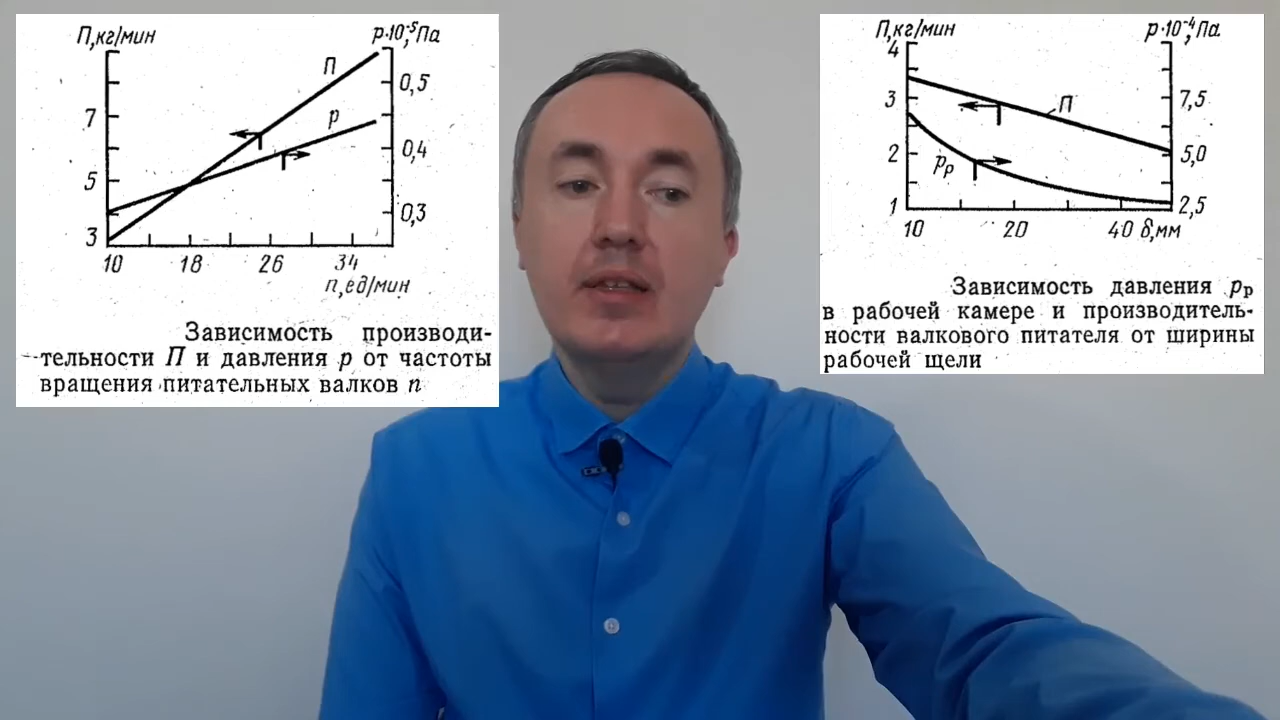 П,кг/мин
р·10⁻⁵,Па
П
0,5
7
р
0,4
5
0,3
3
10 18 26 34
п,ед/мин
Зависимость производи-
тельности П и давления р от частоты
вращения питательных валков п
П,кг/мин
р·10⁻⁴,Па
4
3
П
7,5
2
рр
5,0
1
2,5
10 20 40 δ,мм
Зависимость давления рр
в рабочей камере и производитель-
ности валкового питателя от ширины
рабочей щели